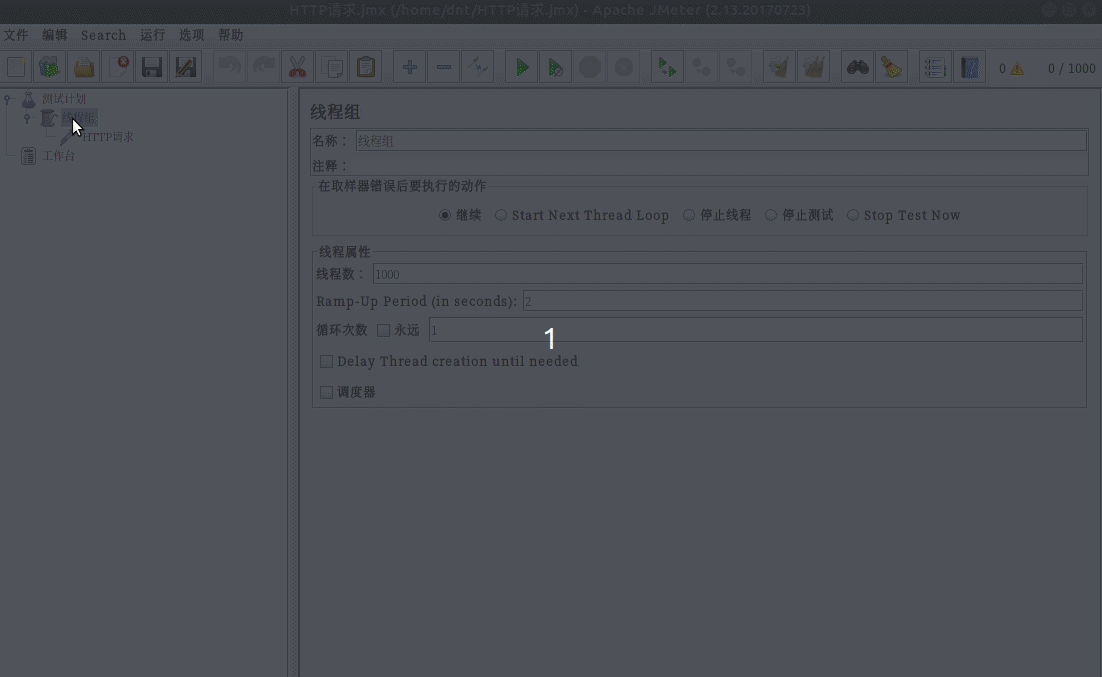 HTTP请求.jmx (/home/dnt/HTTP请求.jmx) - Apache JMeter (2.13.20170723)
文件 编辑 Search 运行 选项 帮助
0 0 / 1000
测试计划
线程组
HTTP请求
工作台
线程组
名称： 线程组
注释：
在取样器错误后要执行的动作
继续 Start Next Thread Loop 停止线程 停止测试 Stop Test Now
线程属性
线程数： 1000
Ramp-Up Period (in seconds): 2
循环次数 永远 1
1
Delay Thread creation until needed
调度器